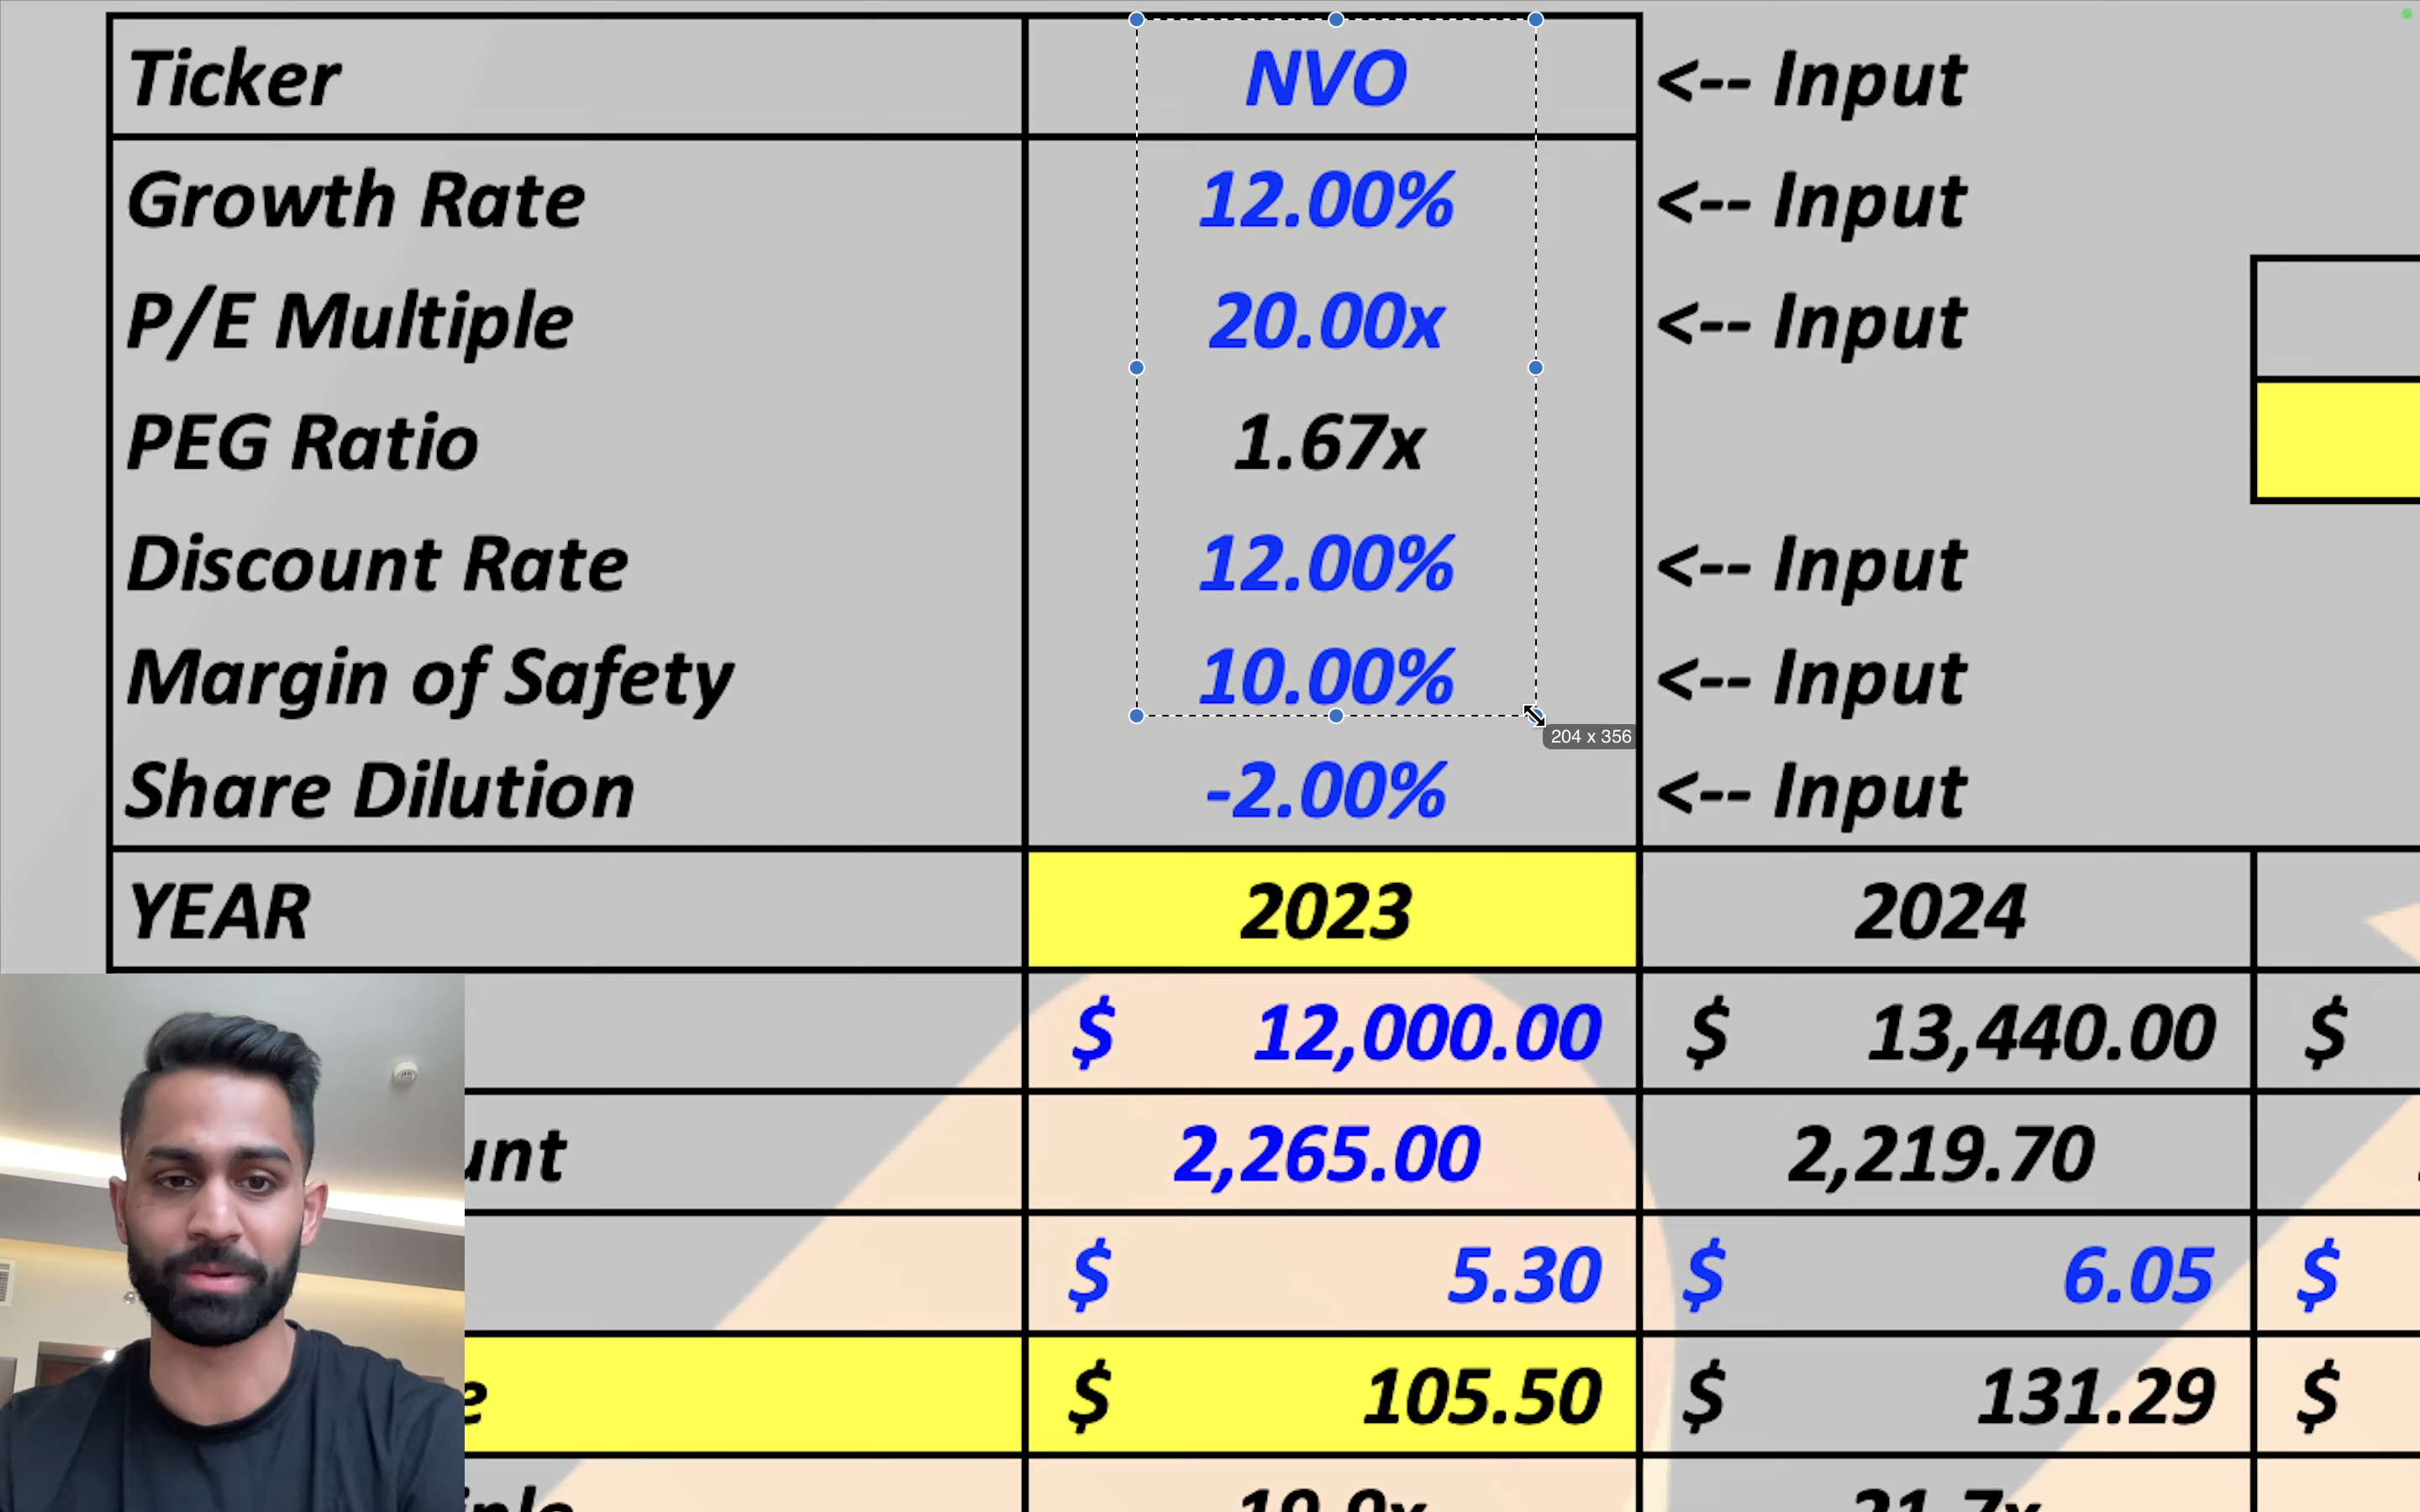 Ticker NVO <-- Input
Growth Rate 12.00% <-- Input
P/E Multiple 20.00x <-- Input
PEG Ratio 1.67x
Discount Rate 12.00% <-- Input
Margin of Safety 10.00% <-- Input
204 x 356
Share Dilution -2.00% <-- Input
YEAR 2023 2024
$ 12,000.00 $ 13,440.00 $
unt 2,265.00 2,219.70
$ 5.30 $ 6.05 $
e $ 105.50 $ 131.29 $